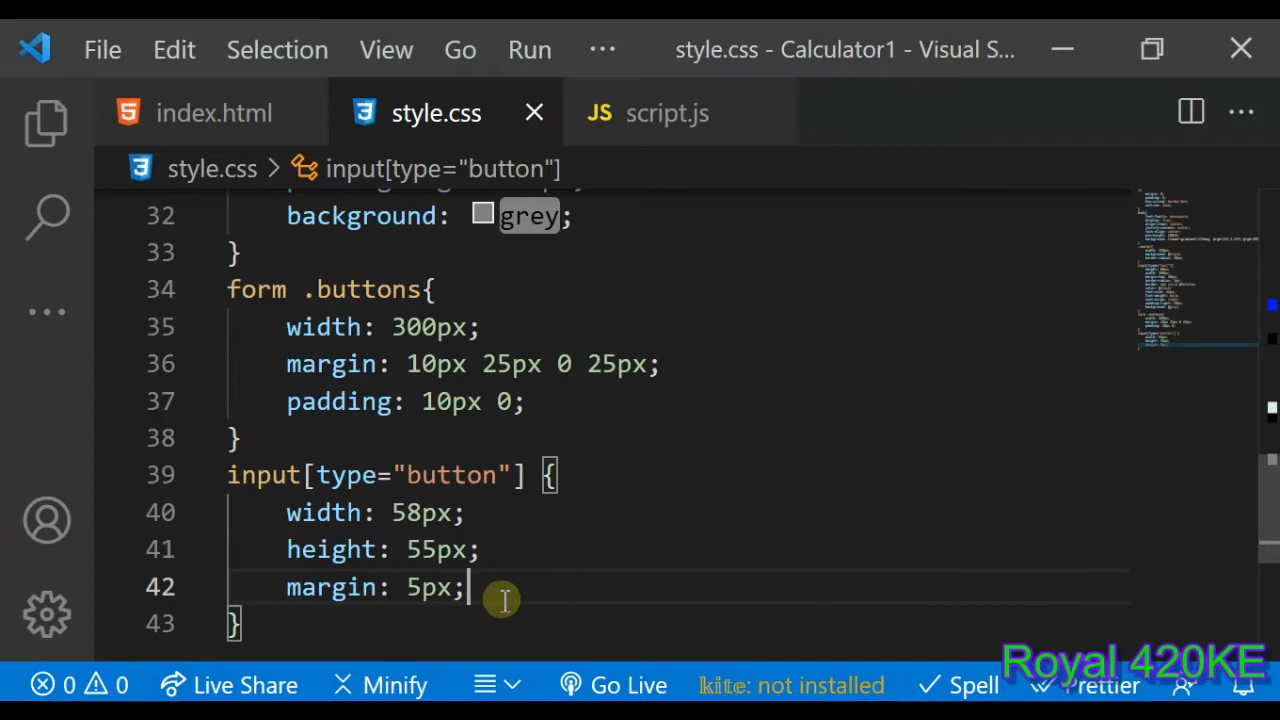 File Edit Selection View Go Run ··· style.css - Calculator1 - Visual S...
index.html style.css JS script.js
style.css > input[type="button"]
32 background: grey;
33 }
34 form .buttons{
35 width: 300px;
36 margin: 10px 25px 0 25px;
37 padding: 10px 0;
38 }
39 input[type="button"] {
40 width: 58px;
41 height: 55px;
42 margin: 5px;
43 }
Royal 420KE
0 0 Live Share Minify Go Live kite: not installed Spell Prettier